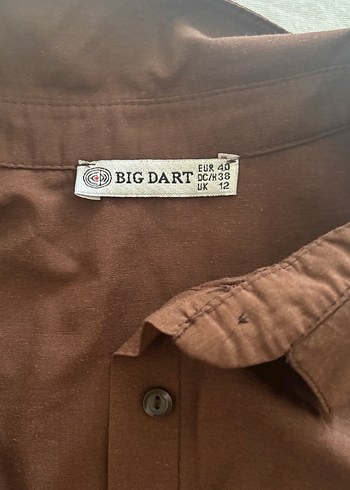 BIG DART
EUR 40
DC/H 38
UK 12